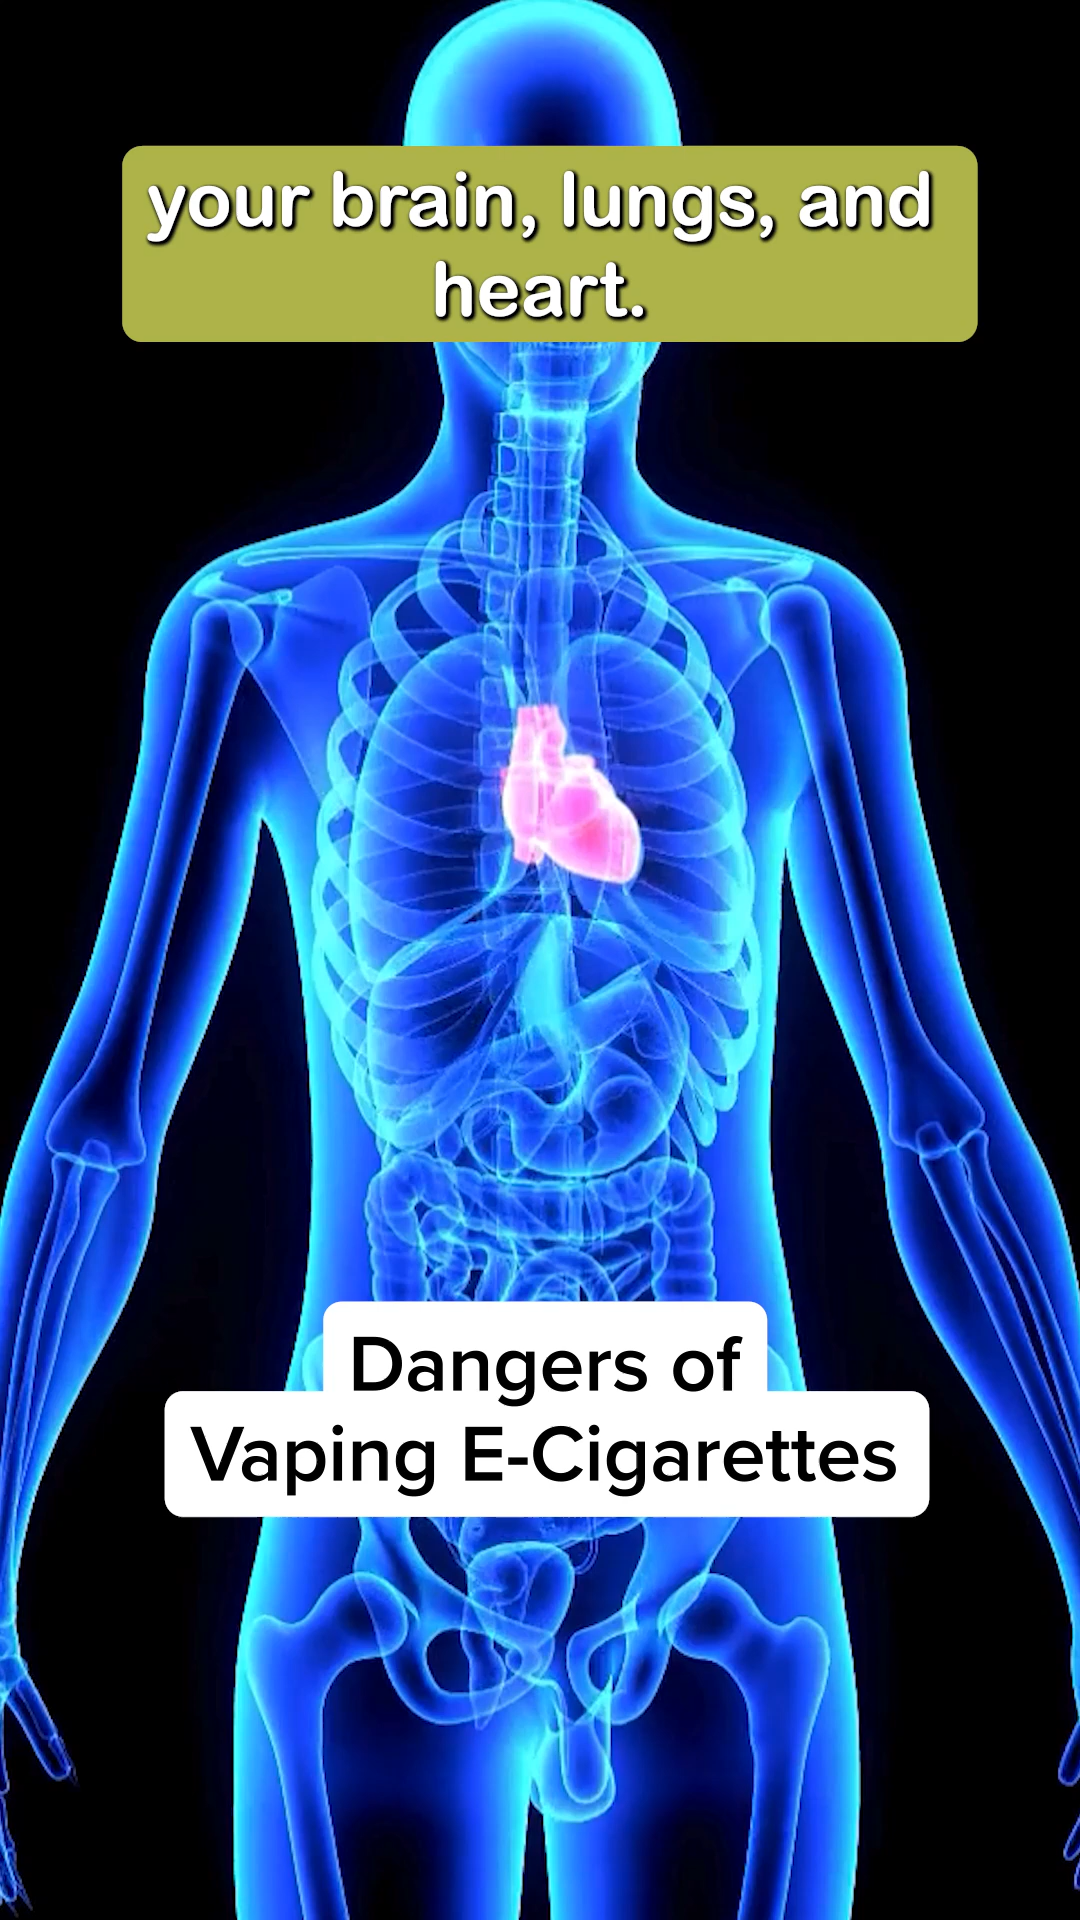 your brain, lungs, and
heart.
Dangers of
Vaping E-Cigarettes